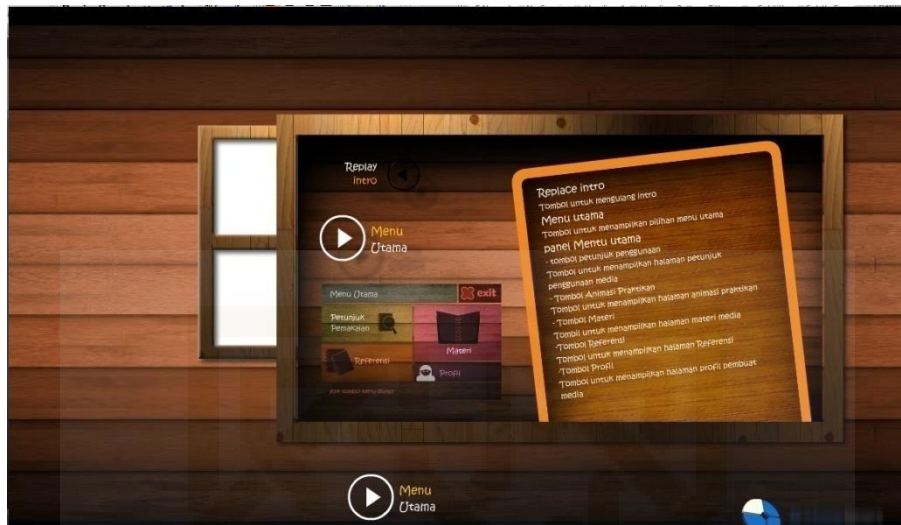 Replay
intro
Menu
Utama
Menu Utama
exit
Petunjuk
Pemakaian
Materi
Referensi
Profil
Replace intro
Tombol untuk mengulang intro
Menu utama
Tombol untuk menampilkan pilihan menu utama
panel Mentu utama
- tombol petunjuk penggunaan
Tombol untuk menampilkan halaman petunjuk
penggunaan media
- Tombol Animasi Praktikan
Tombol untuk menampilkan halaman animasi praktikan
- Tombol Materi
Tombli untuk menampilkan halaman materi media
-Tombol Referensi
Tombol untuk menampilkan halaman Referensi
-Tombol Profil
Tombol untuk menampilkan halaman profil pembuat
media
Menu
Utama